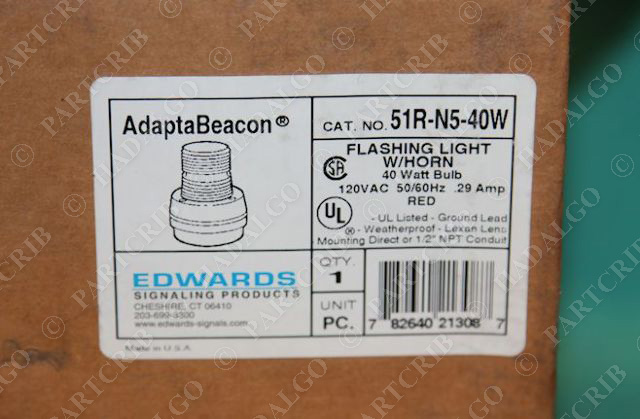 AdaptaBeacon®
CAT. NO. 51R-N5-40W
FLASHING LIGHT
W/HORN
40 Watt Bulb
120VAC 50/60Hz .29 Amp
RED
- UL Listed - Ground Lead
® - Weatherproof - Lexan Lens
Mounting Direct or 1/2" NPT Conduit
EDWARDS
SIGNALING PRODUCTS
CHESHIRE, CT 06410
203-699-3300
www.edwards-signals.com
QTY.
1
UNIT
PC.
7 82640 21308 7
Made in U.S.A.
PARTCRIB
HADALGO